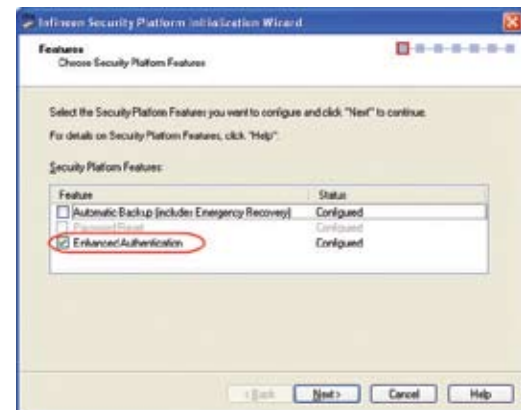 Infineon Security Platform Initialization Wizard
Features
Choose Security Platform Features
Select the Security Platform Features you want to configure and click "Next" to continue.
For details on Security Platform Features, click "Help".
Security Platform Features:
Feature Status
Automatic Backup (includes Emergency Recovery) Configured
Password Reset Configured
Enhanced Authentication Configured
< Back Next > Cancel Help